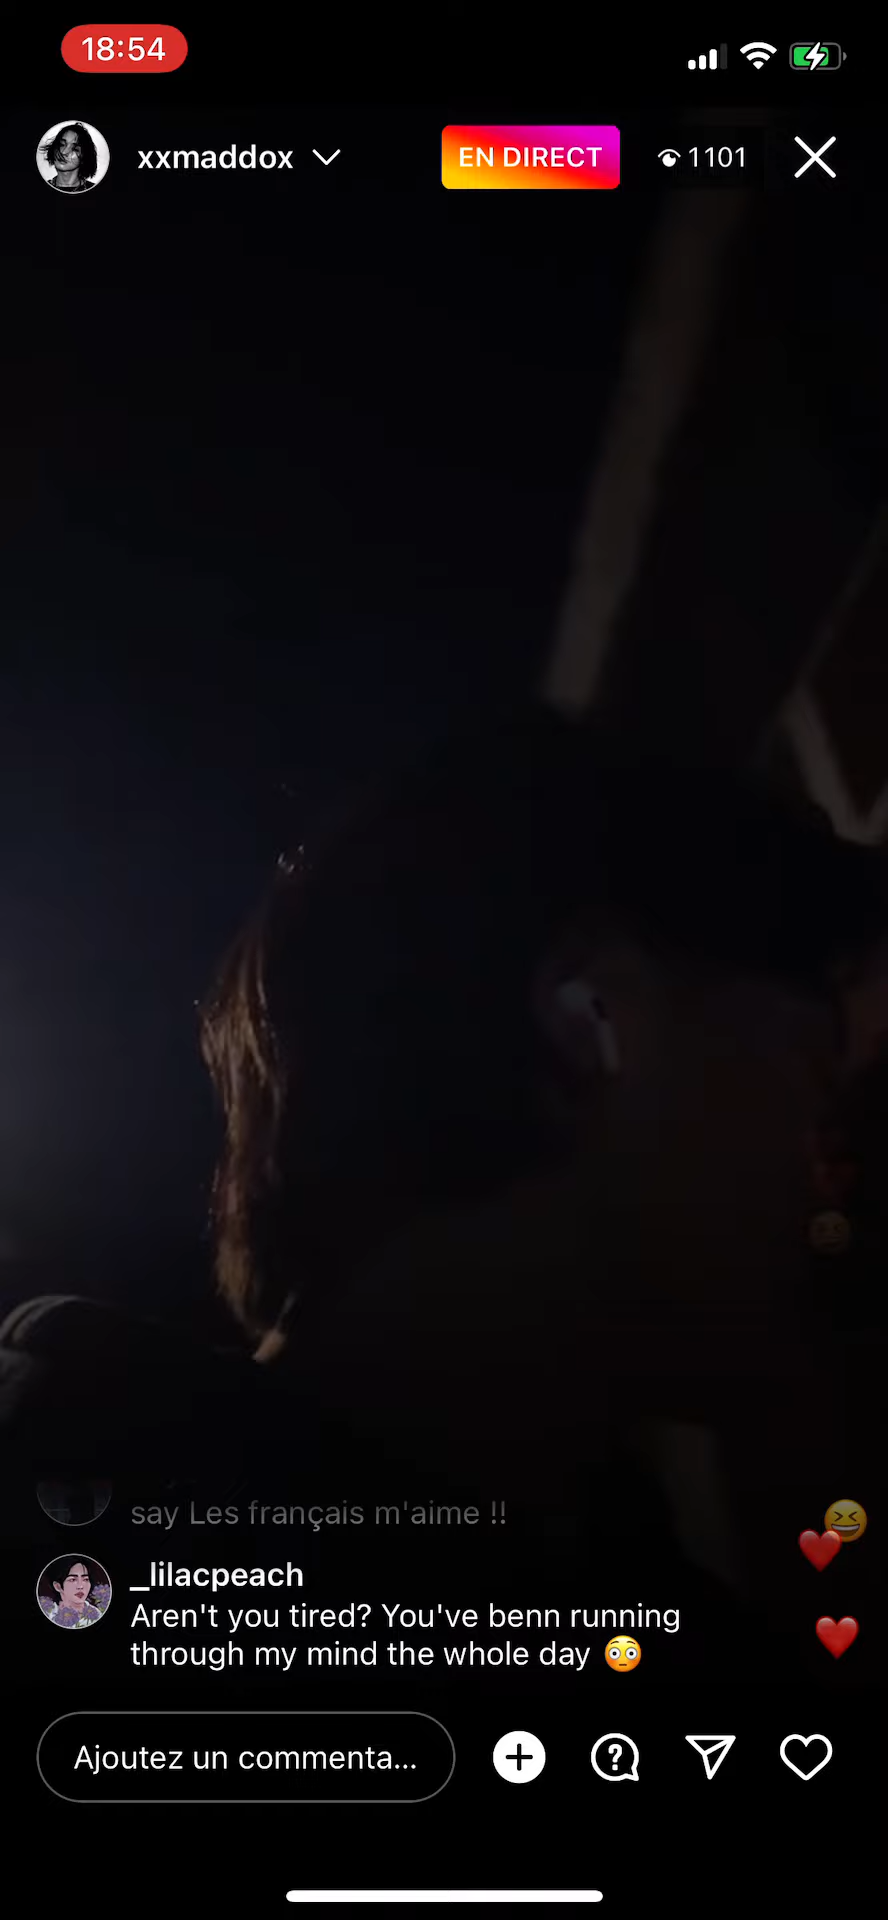 18:54
xxmaddox
EN DIRECT
1101
say Les français m'aime !!
_lilacpeach
Aren't you tired? You've benn running
through my mind the whole day 😳
Ajoutez un commenta...